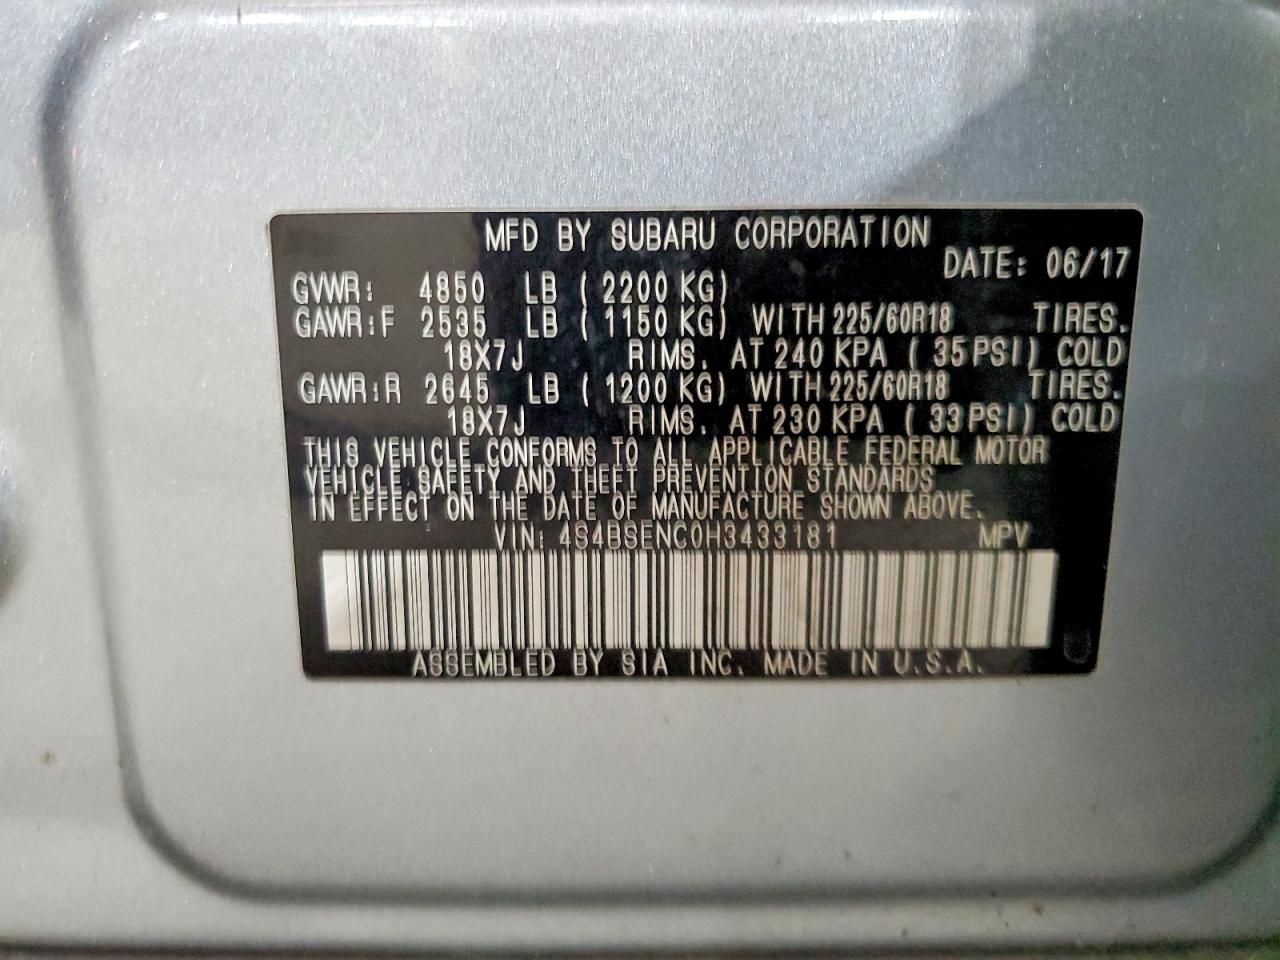 MFD BY SUBARU CORPORATION
DATE: 06/17
GVWR: 4850 LB (2200 KG)
GAWR:F 2535 LB (1150 KG) WITH 225/60R18 TIRES.
18X7J RIMS. AT 240 KPA (35 PSI) COLD
GAWR:R 2645 LB (1200 KG) WITH 225/60R18 TIRES.
18X7J RIMS. AT 230 KPA (33 PSI) COLD
THIS VEHICLE CONFORMS TO ALL APPLICABLE FEDERAL MOTOR
VEHICLE SAFETY AND THEFT PREVENTION STANDARDS
IN EFFECT ON THE DATE OF MANUFACTURE SHOWN ABOVE.
VIN: 4S4BSENC0H3433181 MPV
ASSEMBLED BY SIA INC. MADE IN U.S.A.